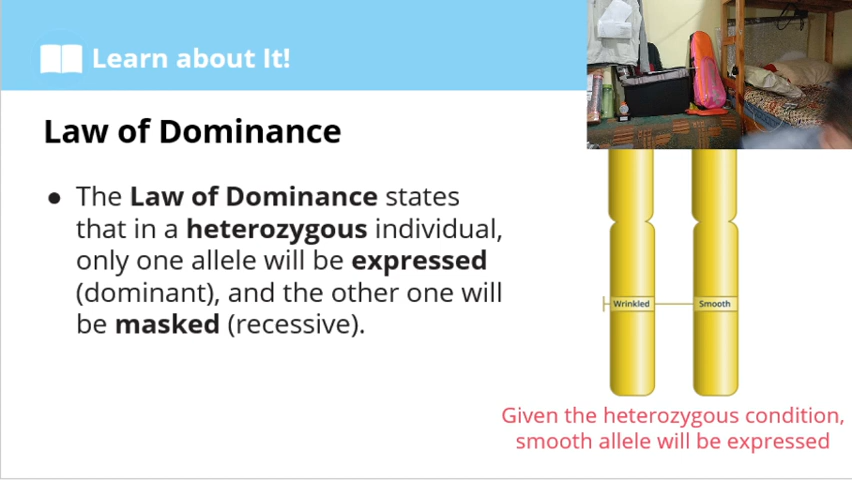 Learn about It!
Law of Dominance
● The Law of Dominance states
that in a heterozygous individual,
only one allele will be expressed
(dominant), and the other one will
be masked (recessive).
Wrinkled
Smooth
Given the heterozygous condition,
smooth allele will be expressed